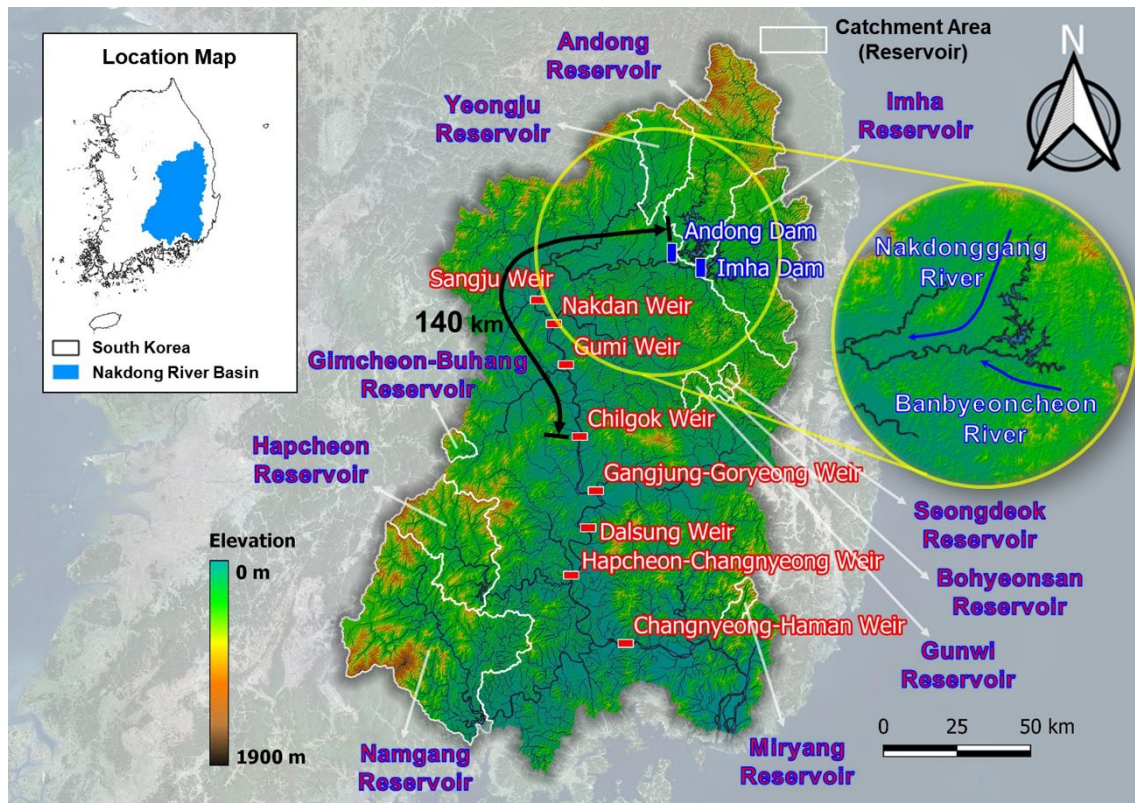 Location Map
South Korea
Nakdong River Basin
Catchment Area
(Reservoir)
N
Andong
Reservoir
Yeongju
Reservoir
Imha
Reservoir
Andong Dam
Imha Dam
Sangju Weir
Nakdan Weir
140 km
Gumi Weir
Gimcheon-Buhang
Reservoir
Chilgok Weir
Hapcheon
Reservoir
Gangjung-Goryeong Weir
Dalsung Weir
Hapcheon-Changnyeong Weir
Changnyeong-Haman Weir
Nakdonggang
River
Banbyeoncheon
River
Seongdeok
Reservoir
Bohyeonsan
Reservoir
Gunwi
Reservoir
Miryang
Reservoir
Namgang
Reservoir
Elevation
0 m
1900 m
0 25 50 km